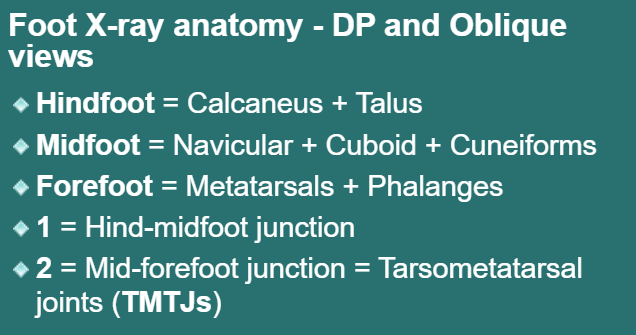 Foot X-ray anatomy - DP and Oblique
views
Hindfoot = Calcaneus + Talus
Midfoot = Navicular + Cuboid + Cuneiforms
Forefoot = Metatarsals + Phalanges
1 = Hind-midfoot junction
2 = Mid-forefoot junction = Tarsometatarsal
joints (TMTJs)